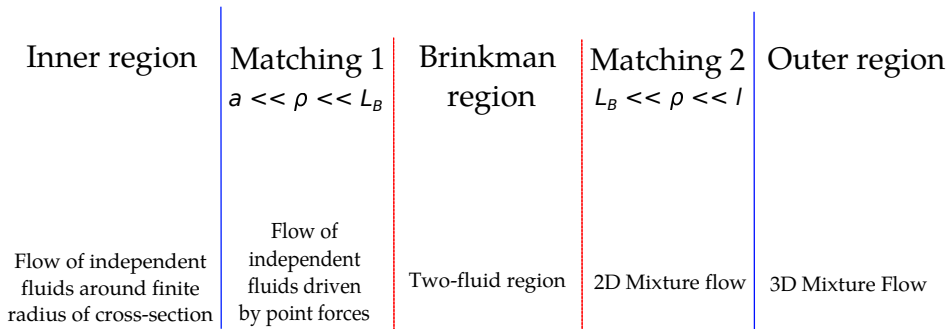 Inner region
Matching 1
a << ρ << L_B
Brinkman
region
Matching 2
L_B << ρ << l
Outer region
Flow of independent
fluids around finite
radius of cross-section
Flow of
independent
fluids driven
by point forces
Two-fluid region
2D Mixture flow
3D Mixture Flow